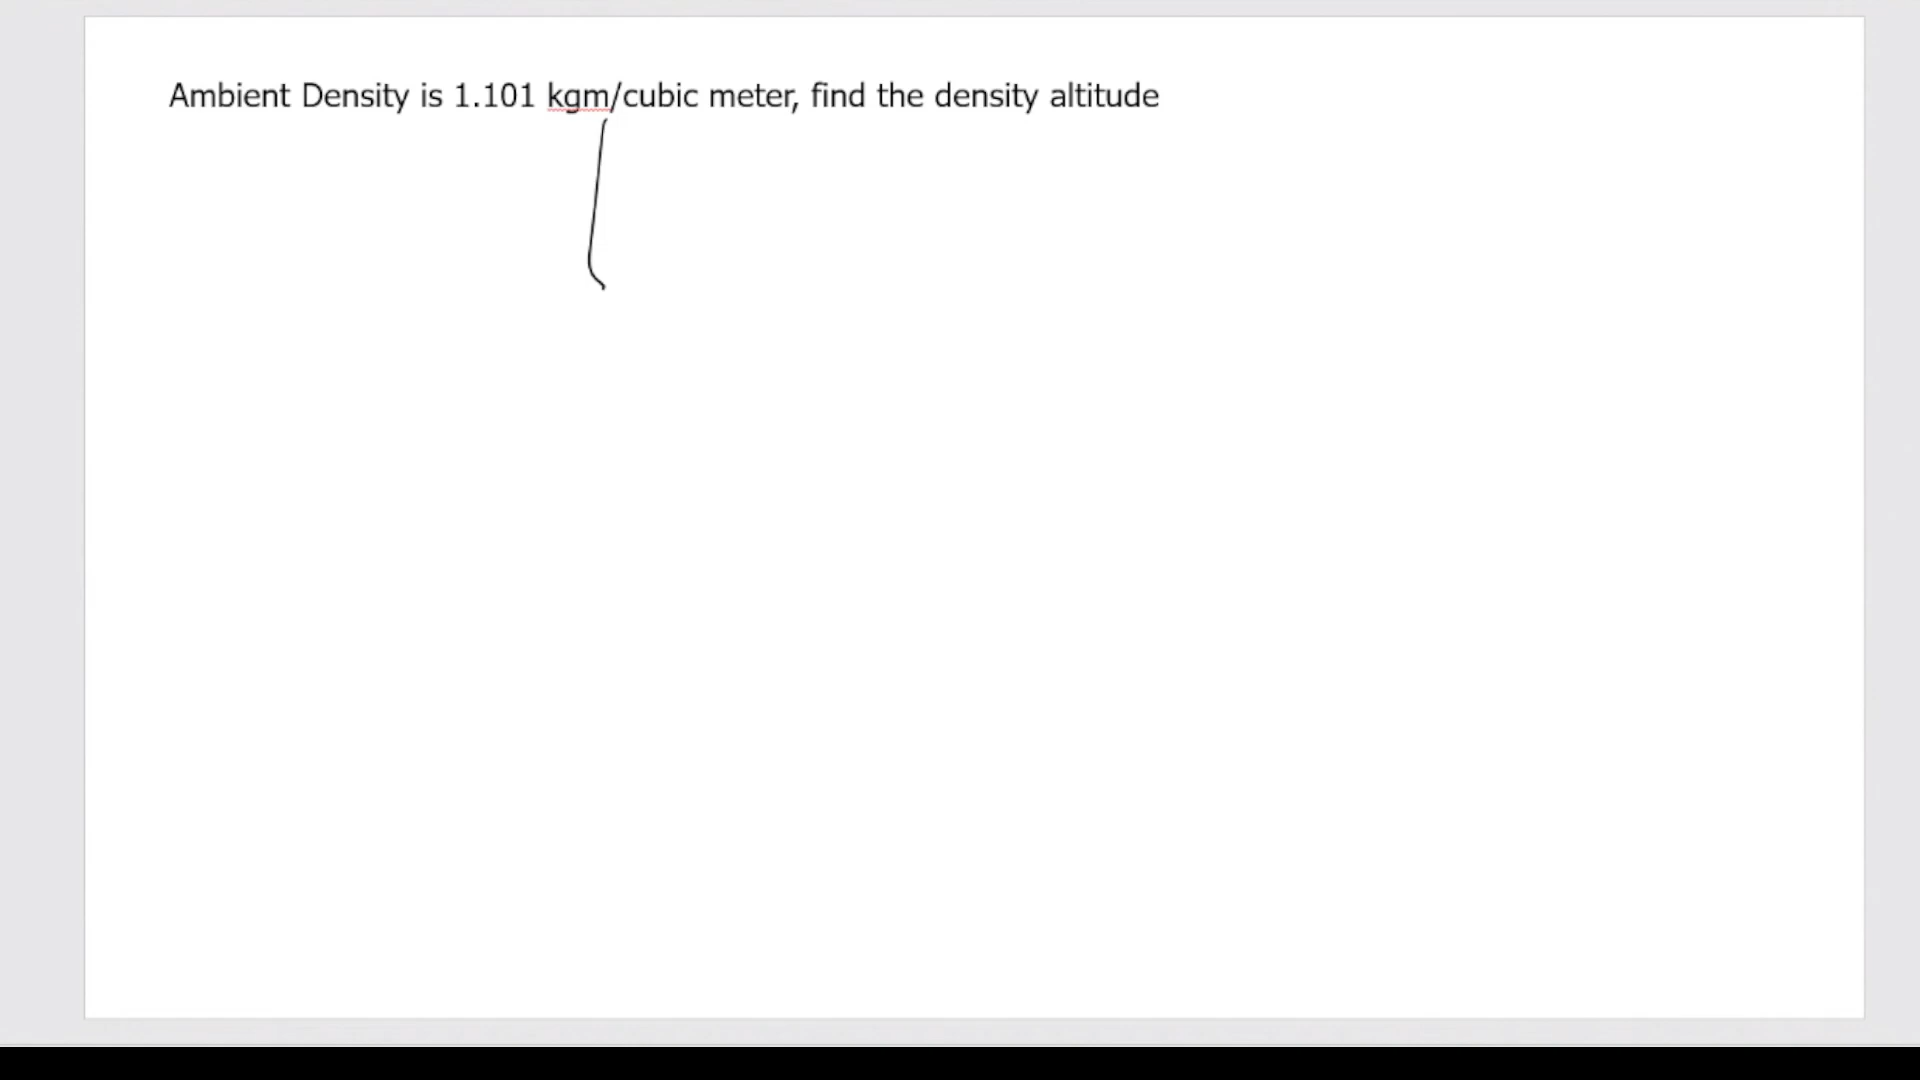 Ambient Density is 1.101 kgm/cubic meter, find the density altitude